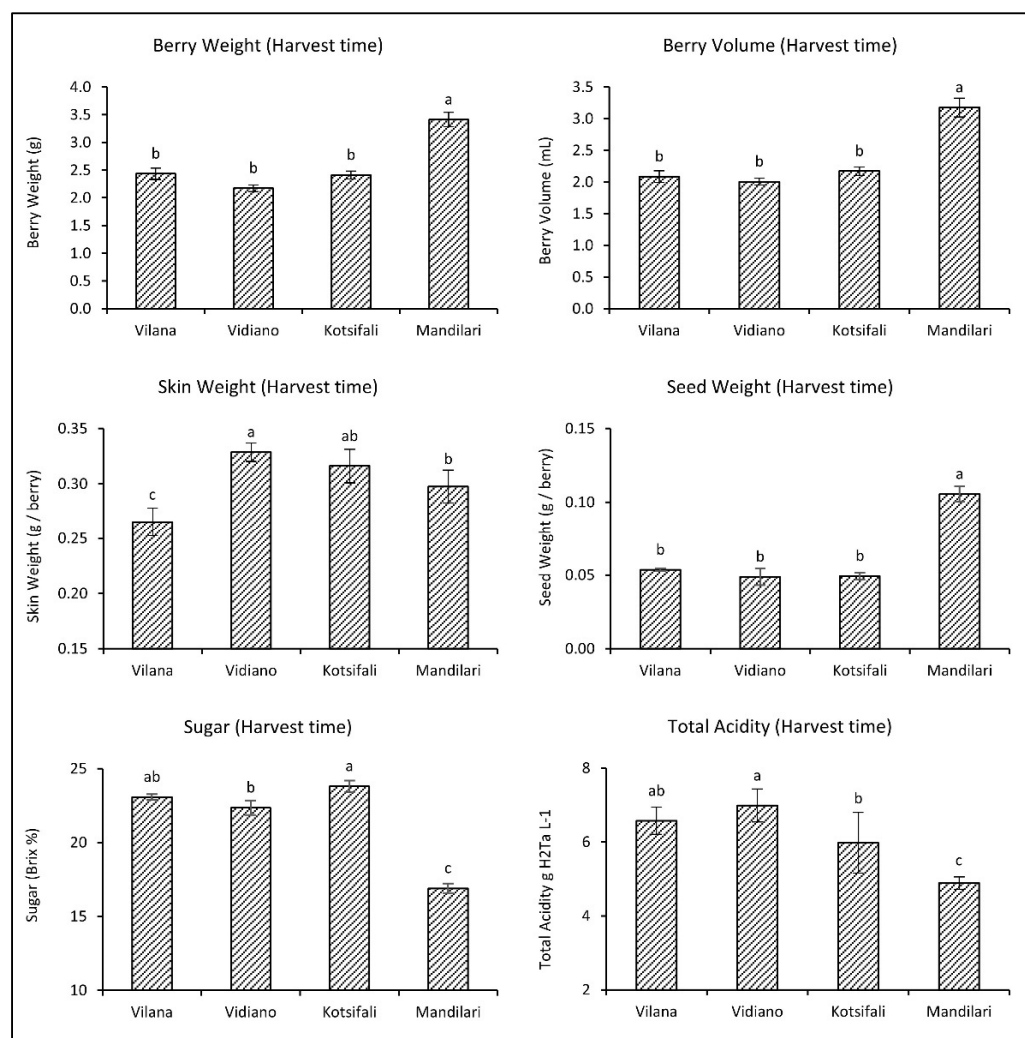 Berry Weight (Harvest time)
Berry Weight (g)
4.0
3.5
3.0
2.5
2.0
1.5
1.0
0.5
0.0
b
b
b
a
Vilana
Vidiano
Kotsifali
Mandilari
Berry Volume (Harvest time)
Berry Volume (mL)
3.5
3.0
2.5
2.0
1.5
1.0
0.5
0.0
b
b
b
a
Vilana
Vidiano
Kotsifali
Mandilari
Skin Weight (Harvest time)
Skin Weight (g / berry)
0.35
0.30
0.25
0.20
0.15
c
a
ab
b
Vilana
Vidiano
Kotsifali
Mandilari
Seed Weight (Harvest time)
Seed Weight (g / berry)
0.15
0.10
0.05
0.00
b
b
b
a
Vilana
Vidiano
Kotsifali
Mandilari
Sugar (Harvest time)
Sugar (Brix %)
25
20
15
10
ab
b
a
c
Vilana
Vidiano
Kotsifali
Mandilari
Total Acidity (Harvest time)
Total Acidity g H2Ta L-1
8
6
4
2
ab
a
b
c
Vilana
Vidiano
Kotsifali
Mandilari